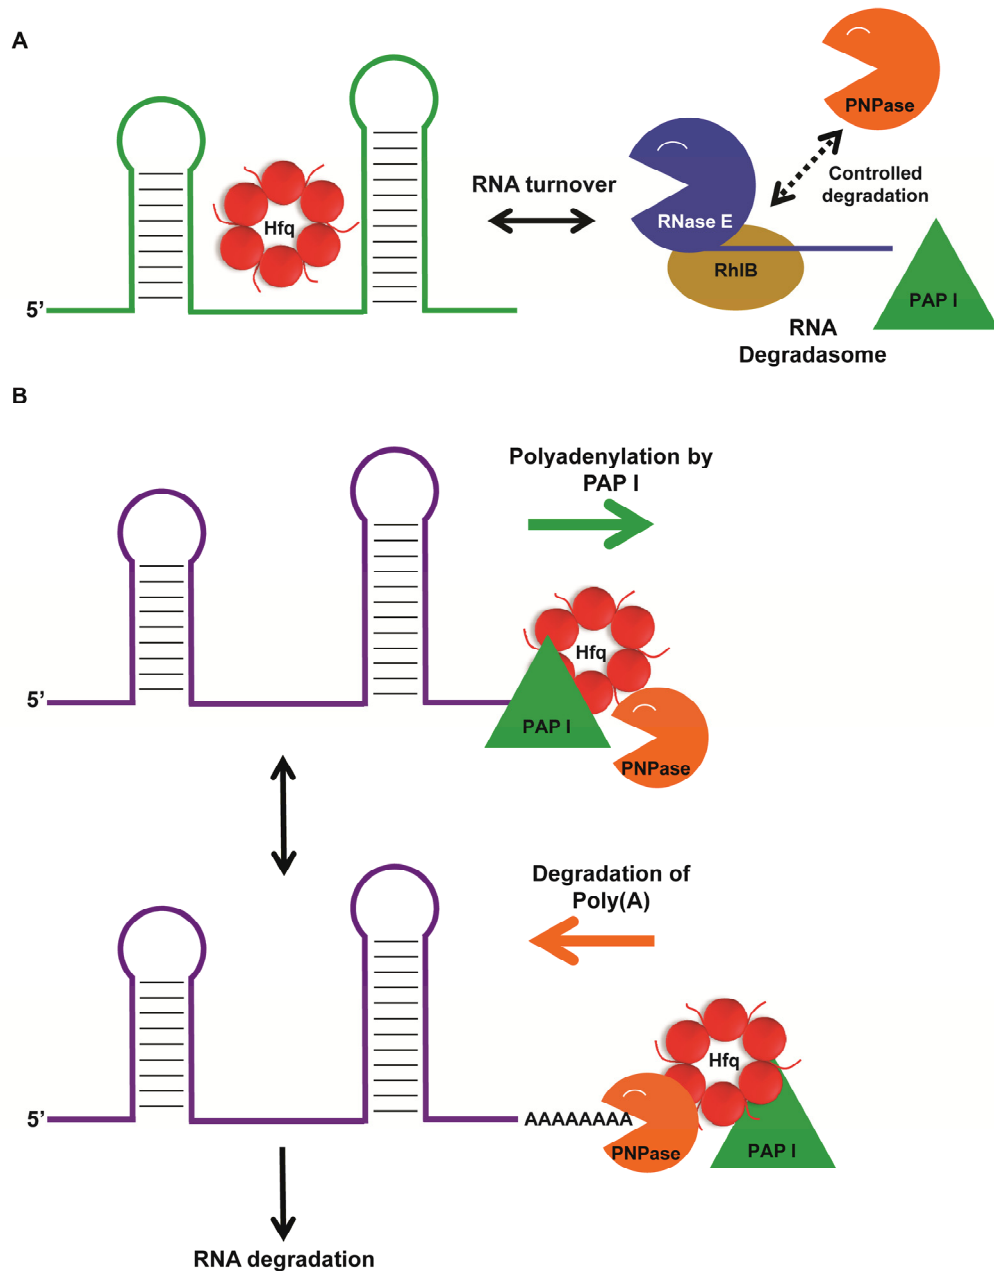 A
PNPase
RNA turnover
Controlled
degradation
Hfq
RNase E
RhlB
PAP I
5’
RNA
Degradasome
B
Polyadenylation by
PAP I
Hfq
5’
PAP I
PNPase
Degradation of
Poly(A)
Hfq
5’
AAAAAAAA
PNPase
PAP I
RNA degradation